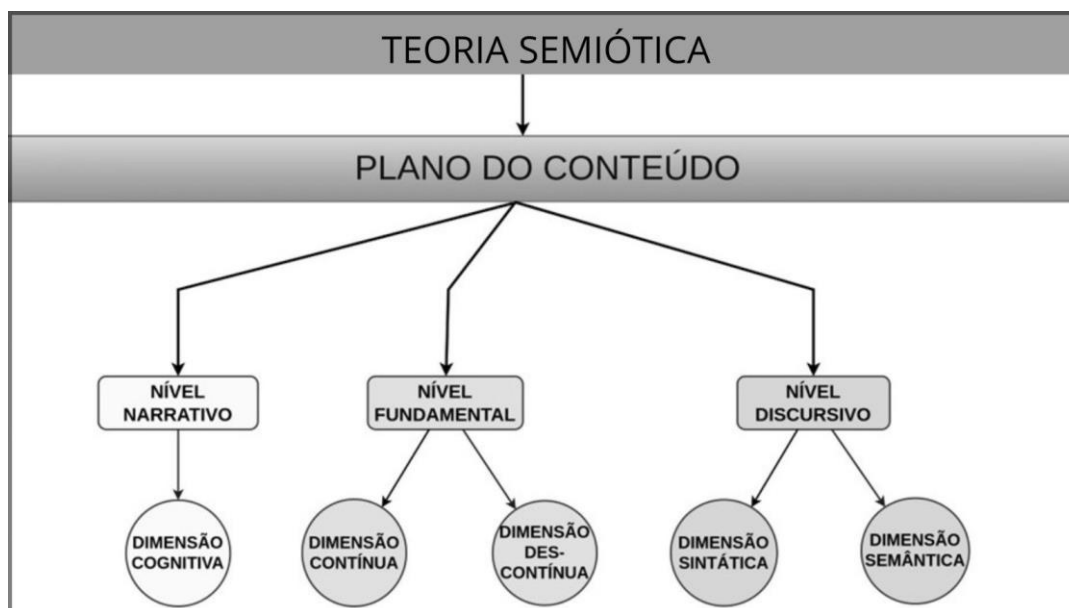 TEORIA SEMIÓTICA
PLANO DO CONTEÚDO
NÍVEL
NARRATIVO
NÍVEL
FUNDAMENTAL
NÍVEL
DISCURSIVO
DIMENSÃO
COGNITIVA
DIMENSÃO
CONTÍNUA
DIMENSÃO
DES-
CONTÍNUA
DIMENSÃO
SINTÁTICA
DIMENSÃO
SEMÂNTICA